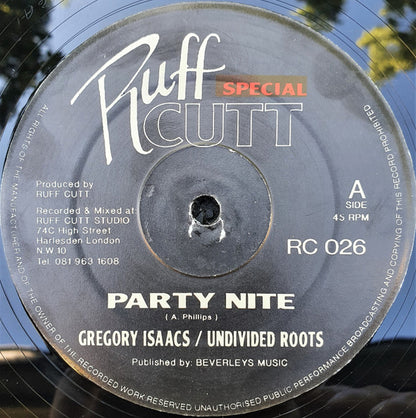 Ruff
SPECIAL
CUTT
Produced by
RUFF CUTT
Recorded & Mixed at:
RUFF CUTT STUDIO
74C High Street
Harlesden London
N.W 10
Tel. 081 963 1608
A
SIDE
45 RPM
RC 026
PARTY NITE
( A. Phillips )
GREGORY ISAACS / UNDIVIDED ROOTS
Published by: BEVERLEYS MUSIC
ALL RIGHTS OF THE MANUFACTURER AND OF THE OWNER OF THE RECORDED WORK RESERVED UNAUTHORISED PUBLIC PERFORMANCE BROADCASTING AND COPYING OF THIS RECORD PROHIBITED